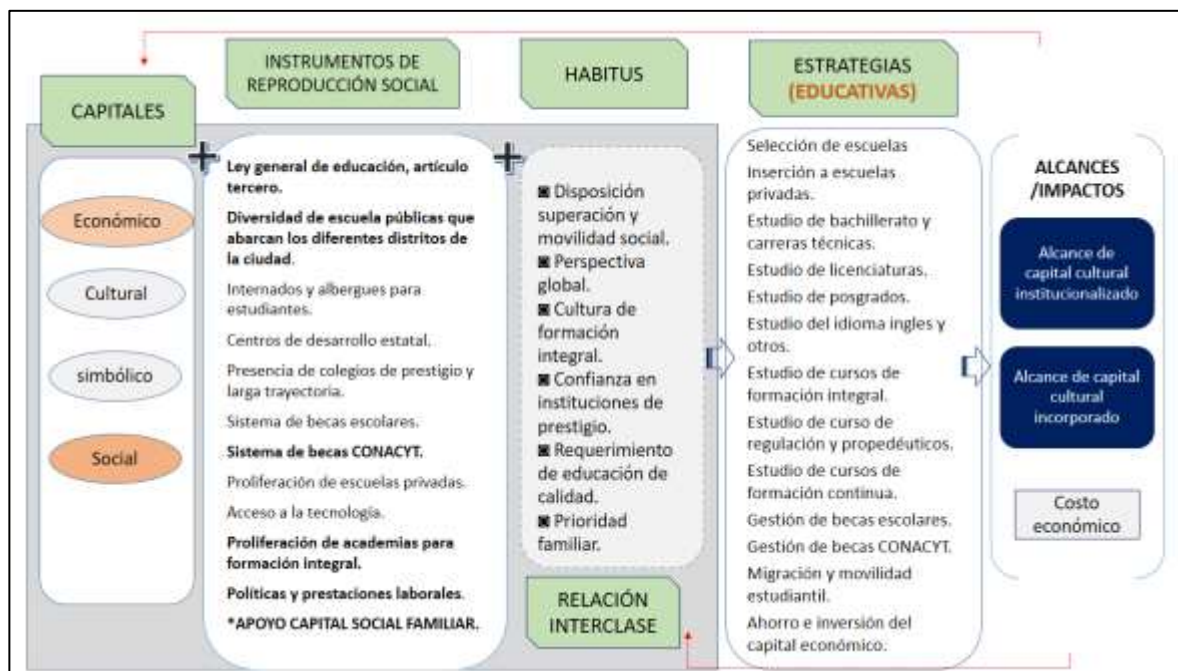 CAPITALES
Económico
Cultural
simbólico
Social
INSTRUMENTOS DE
REPRODUCCIÓN SOCIAL
Ley general de educación, artículo
tercero.
Diversidad de escuela públicas que
abarcan los diferentes distritos de
la ciudad.
Internados y albergues para
estudiantes.
Centros de desarrollo estatal.
Presencia de colegios de prestigio y
larga trayectoria.
Sistema de becas escolares.
Sistema de becas CONACYT.
Proliferación de escuelas privadas.
Acceso a la tecnología.
Proliferación de academias para
formación integral.
Políticas y prestaciones laborales.
*APOYO CAPITAL SOCIAL FAMILIAR.
HABITUS
◙ Disposición
superación y
movilidad social.
◙ Perspectiva
global.
◙ Cultura de
formación
integral.
◙ Confianza en
instituciones de
prestigio.
◙ Requerimiento
de educación de
calidad.
◙ Prioridad
familiar.
RELACIÓN
INTERCLASE
ESTRATEGIAS
(EDUCATIVAS)
Selección de escuelas
Inserción a escuelas
privadas.
Estudio de bachillerato y
carreras técnicas.
Estudio de licenciaturas.
Estudio de posgrados.
Estudio del idioma ingles y
otros.
Estudio de cursos de
formación integral.
Estudio de curso de
regulación y propedéuticos.
Estudio de cursos de
formación continua.
Gestión de becas escolares.
Gestión de becas CONACYT.
Migración y movilidad
estudiantil.
Ahorro e inversión del
capital económico.
ALCANCES
/IMPACTOS
Alcance de
capital cultural
institucionalizado
Alcance de capital
cultural
incorporado
Costo
económico